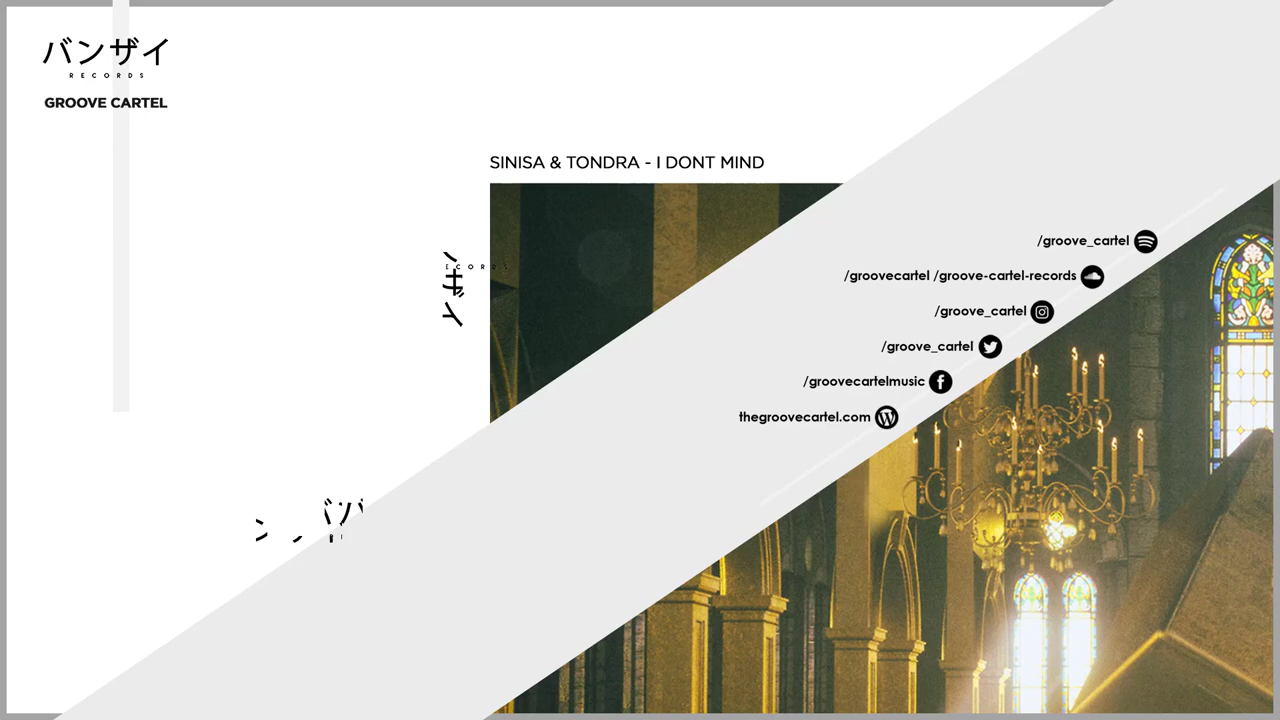 バンザイ
RECORDS
GROOVE CARTEL
SINISA & TONDRA - I DONT MIND
/groove_cartel
/groovecartel /groove-cartel-records
/groove_cartel
/groove_cartel
/groovecartelmusic
thegroovecartel.com